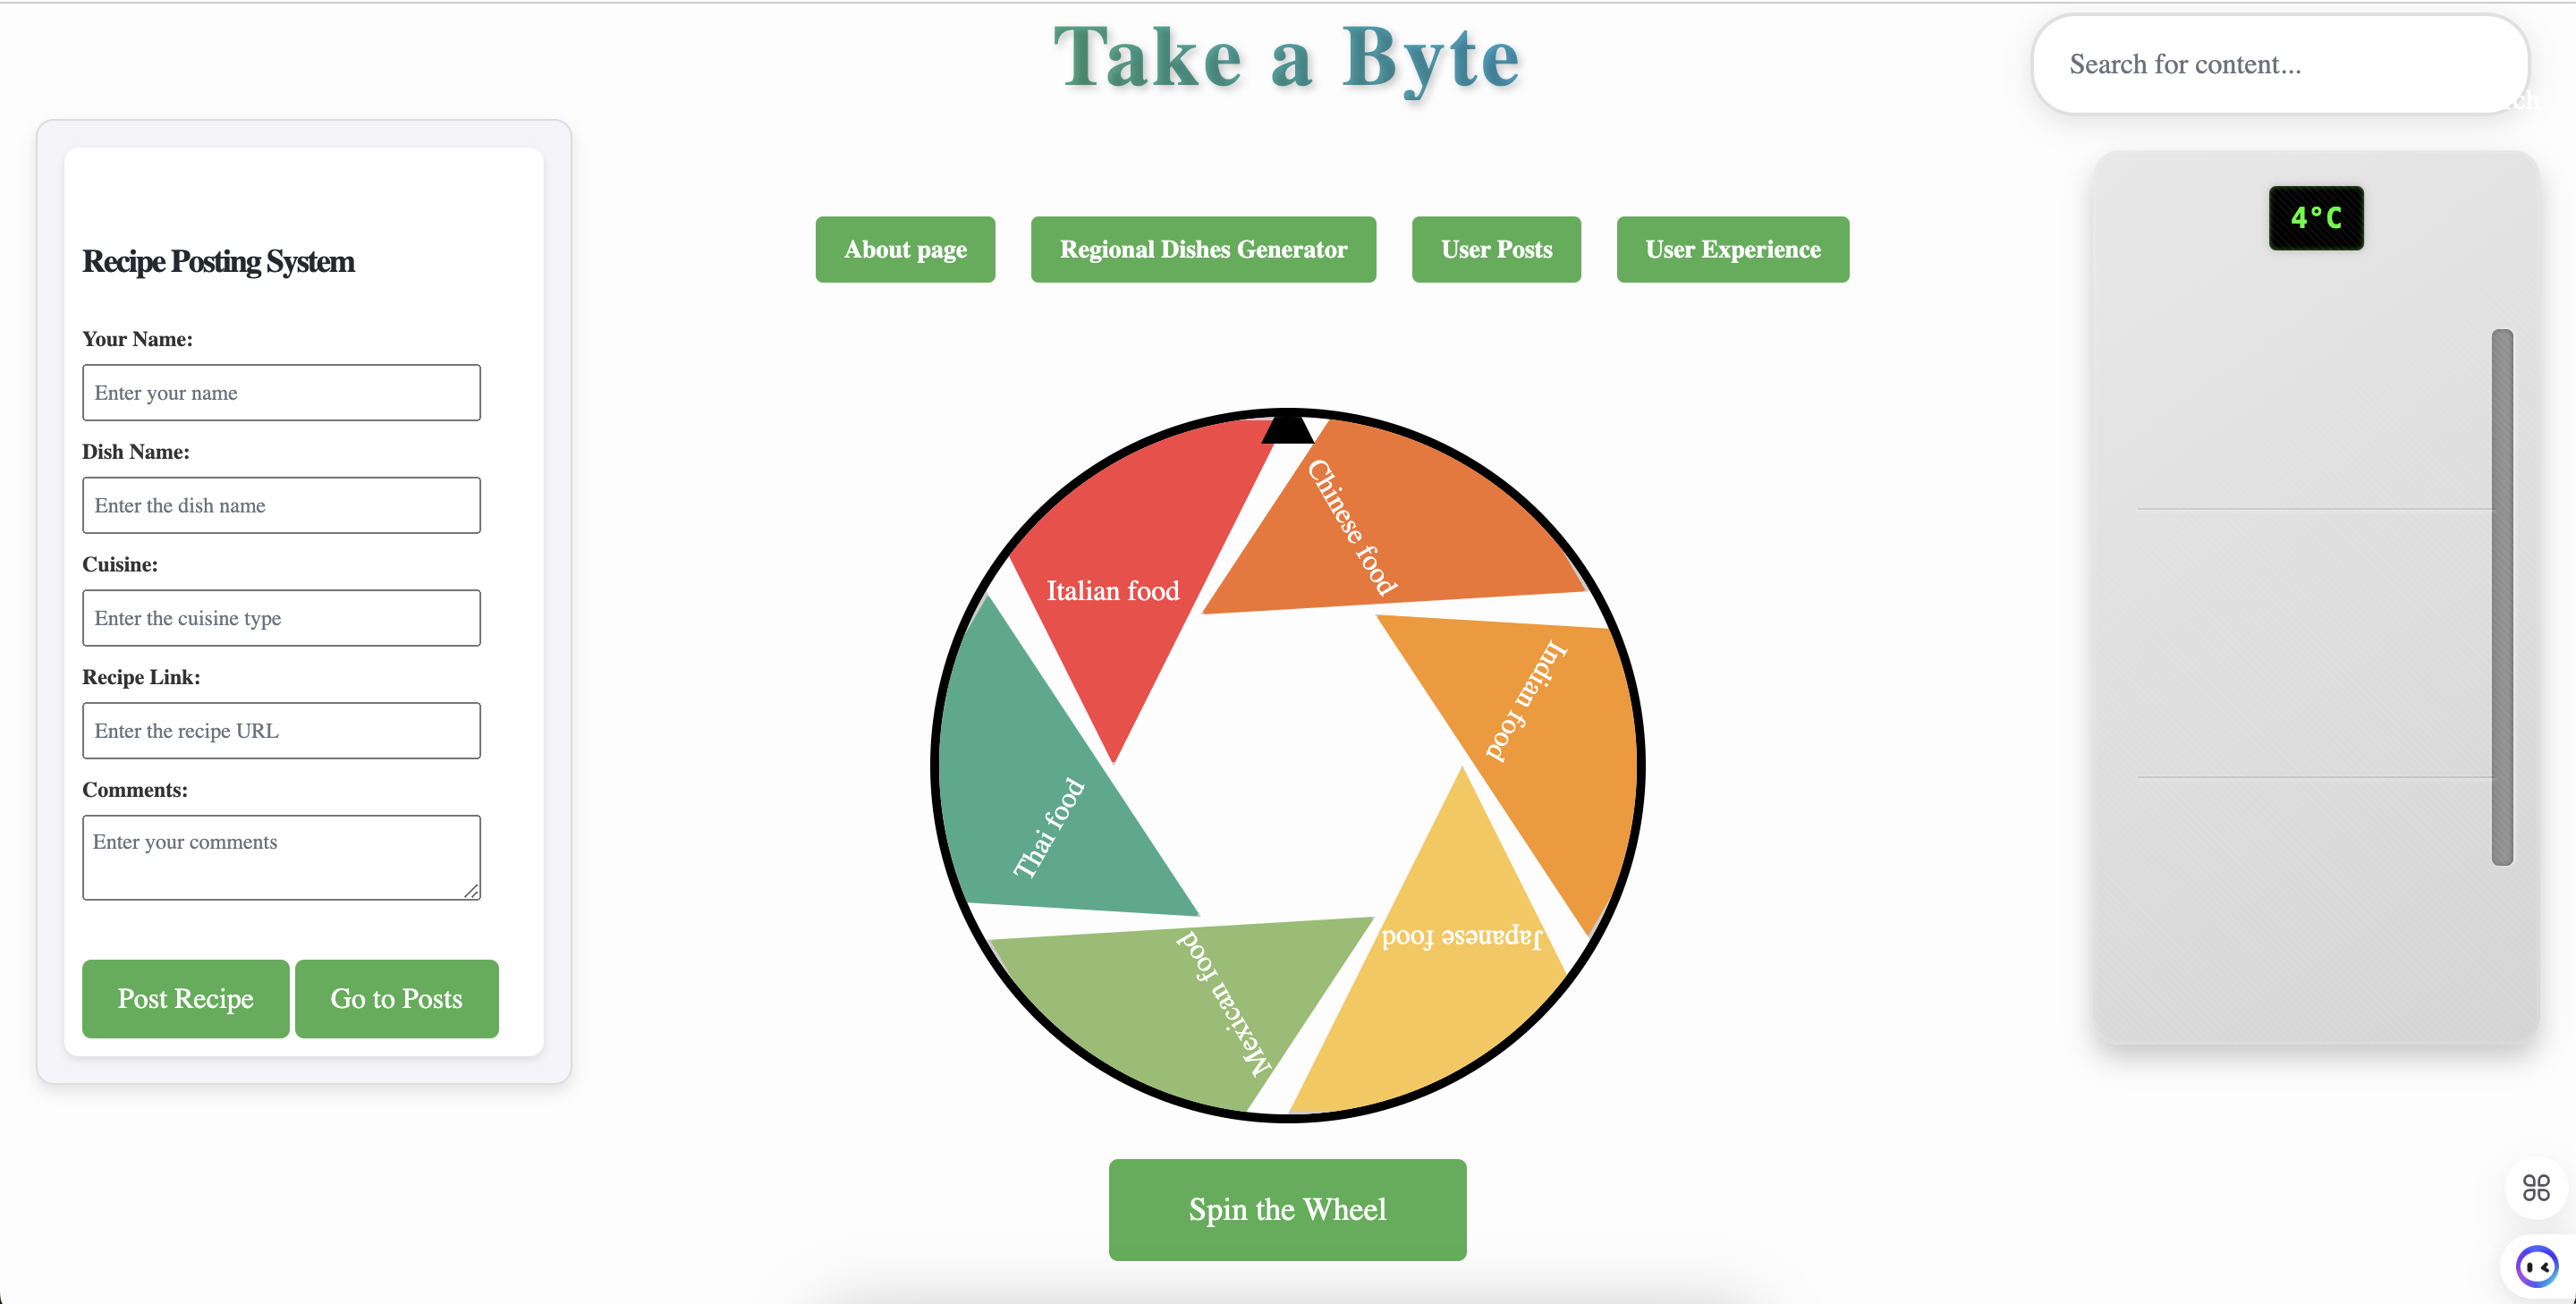 Take a Byte
Search for content...
4°C
About page
Regional Dishes Generator
User Posts
User Experience
Recipe Posting System
Your Name:
Enter your name
Dish Name:
Enter the dish name
Cuisine:
Enter the cuisine type
Recipe Link:
Enter the recipe URL
Comments:
Enter your comments
Post Recipe
Go to Posts
Italian food
Chinese food
Indian food
Japanese food
Mexican food
Thai food
Spin the Wheel